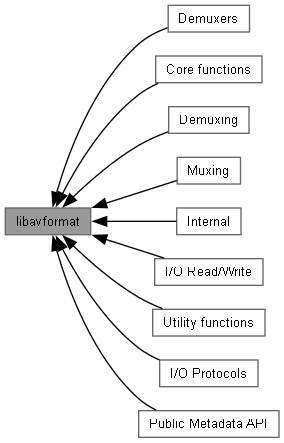 Demuxers
Core functions
Demuxing
Muxing
libavformat
Internal
I/O Read/Write
Utility functions
I/O Protocols
Public Metadata API